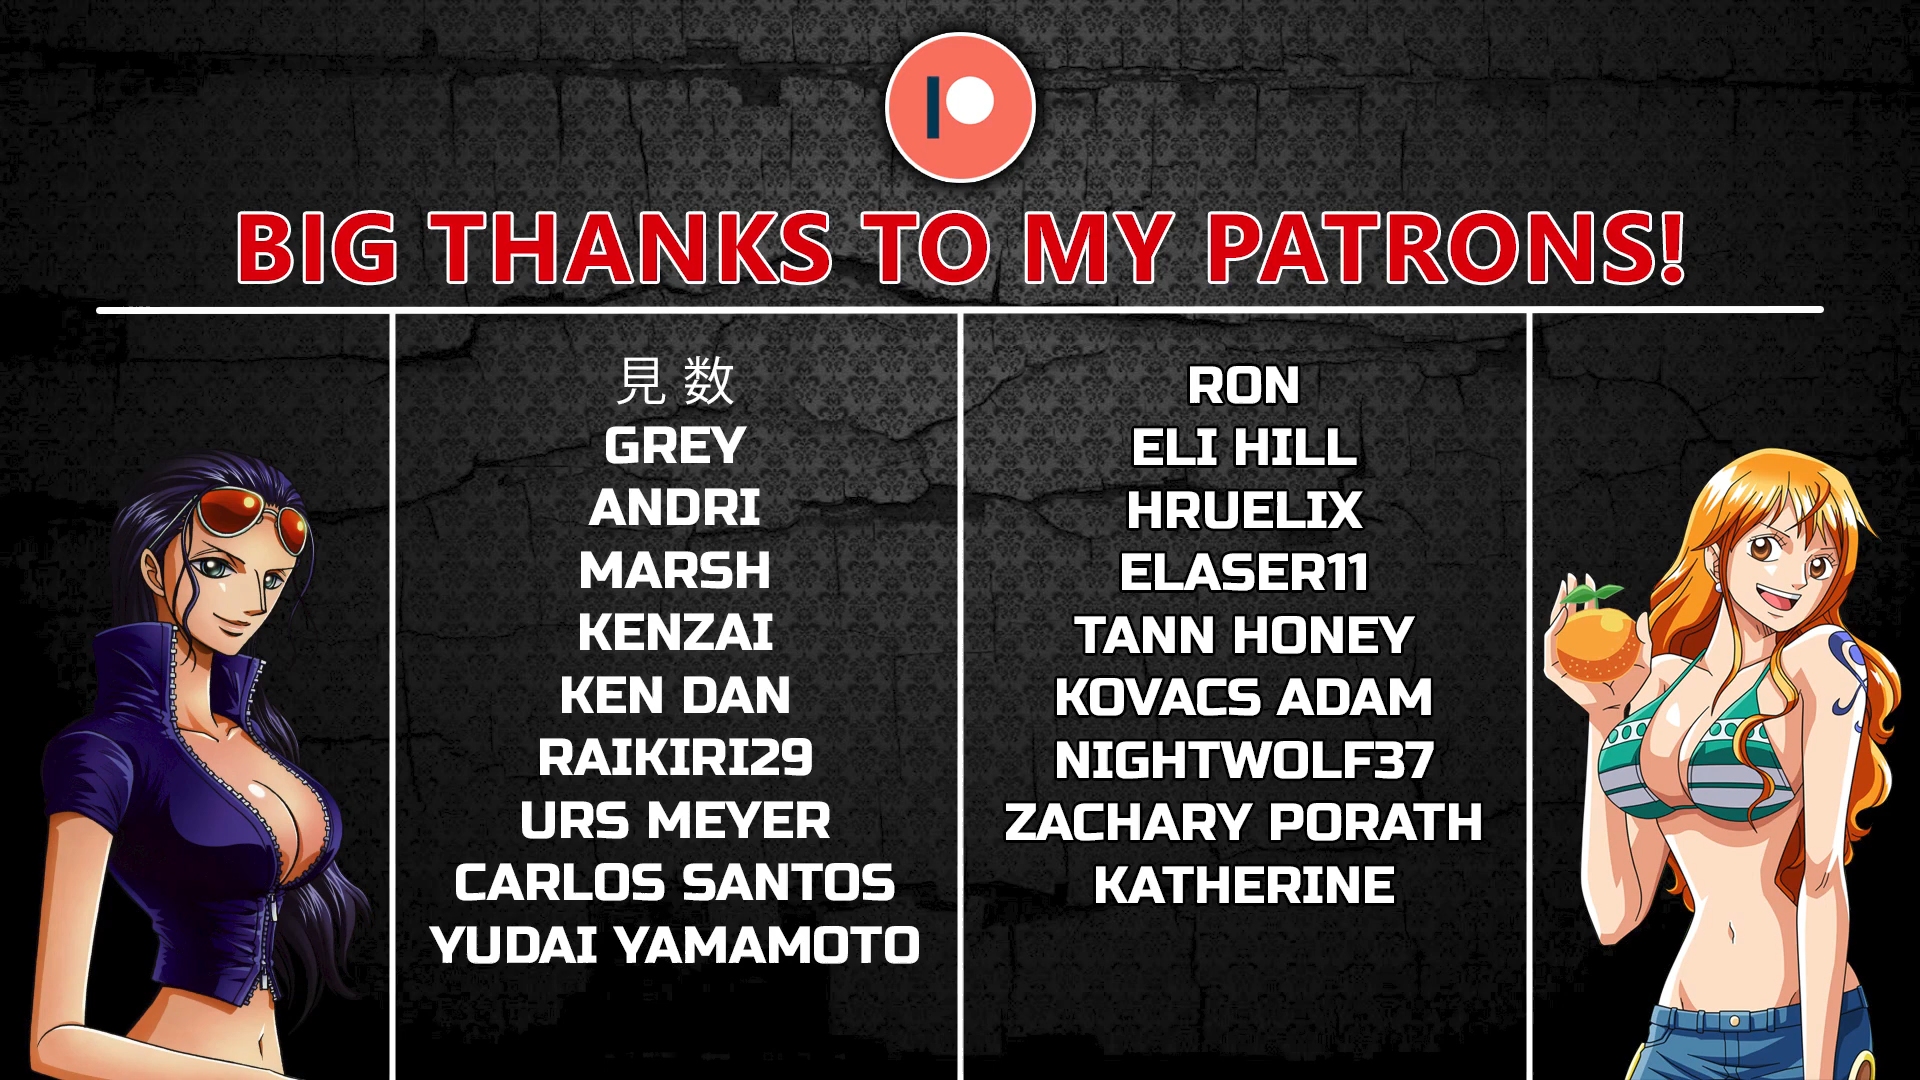 BIG THANKS TO MY PATRONS!
見 数
GREY
ANDRI
MARSH
KENZAI
KEN DAN
RAIKIRI29
URS MEYER
CARLOS SANTOS
YUDAI YAMAMOTO
RON
ELI HILL
HRUELIX
ELASER11
TANN HONEY
KOVACS ADAM
NIGHTWOLF37
ZACHARY PORATH
KATHERINE